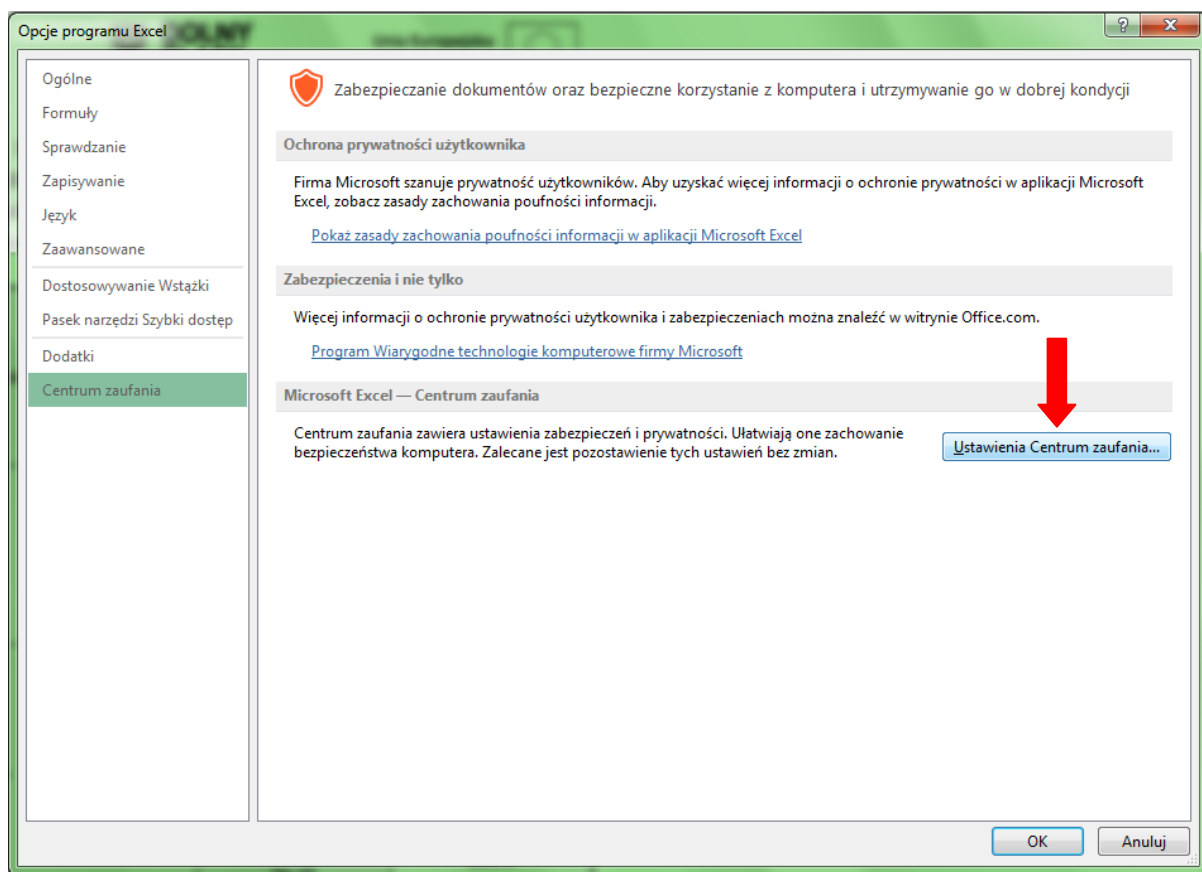 Opcje programu Excel
Ogólne
Formuły
Sprawdzanie
Zapisywanie
Język
Zaawansowane
Dostosowywanie Wstążki
Pasek narzędzi Szybki dostęp
Dodatki
Centrum zaufania
Zabezpieczanie dokumentów oraz bezpieczne korzystanie z komputera i utrzymywanie go w dobrej kondycji
Ochrona prywatności użytkownika
Firma Microsoft szanuje prywatność użytkowników. Aby uzyskać więcej informacji o ochronie prywatności w aplikacji Microsoft
Excel, zobacz zasady zachowania poufności informacji.
Pokaż zasady zachowania poufności informacji w aplikacji Microsoft Excel
Zabezpieczenia i nie tylko
Więcej informacji o ochronie prywatności użytkownika i zabezpieczeniach można znaleźć w witrynie Office.com.
Program Wiarygodne technologie komputerowe firmy Microsoft
Microsoft Excel — Centrum zaufania
Centrum zaufania zawiera ustawienia zabezpieczeń i prywatności. Ułatwiają one zachowanie
bezpieczeństwa komputera. Zalecane jest pozostawienie tych ustawień bez zmian.
Ustawienia Centrum zaufania...
OK
Anuluj